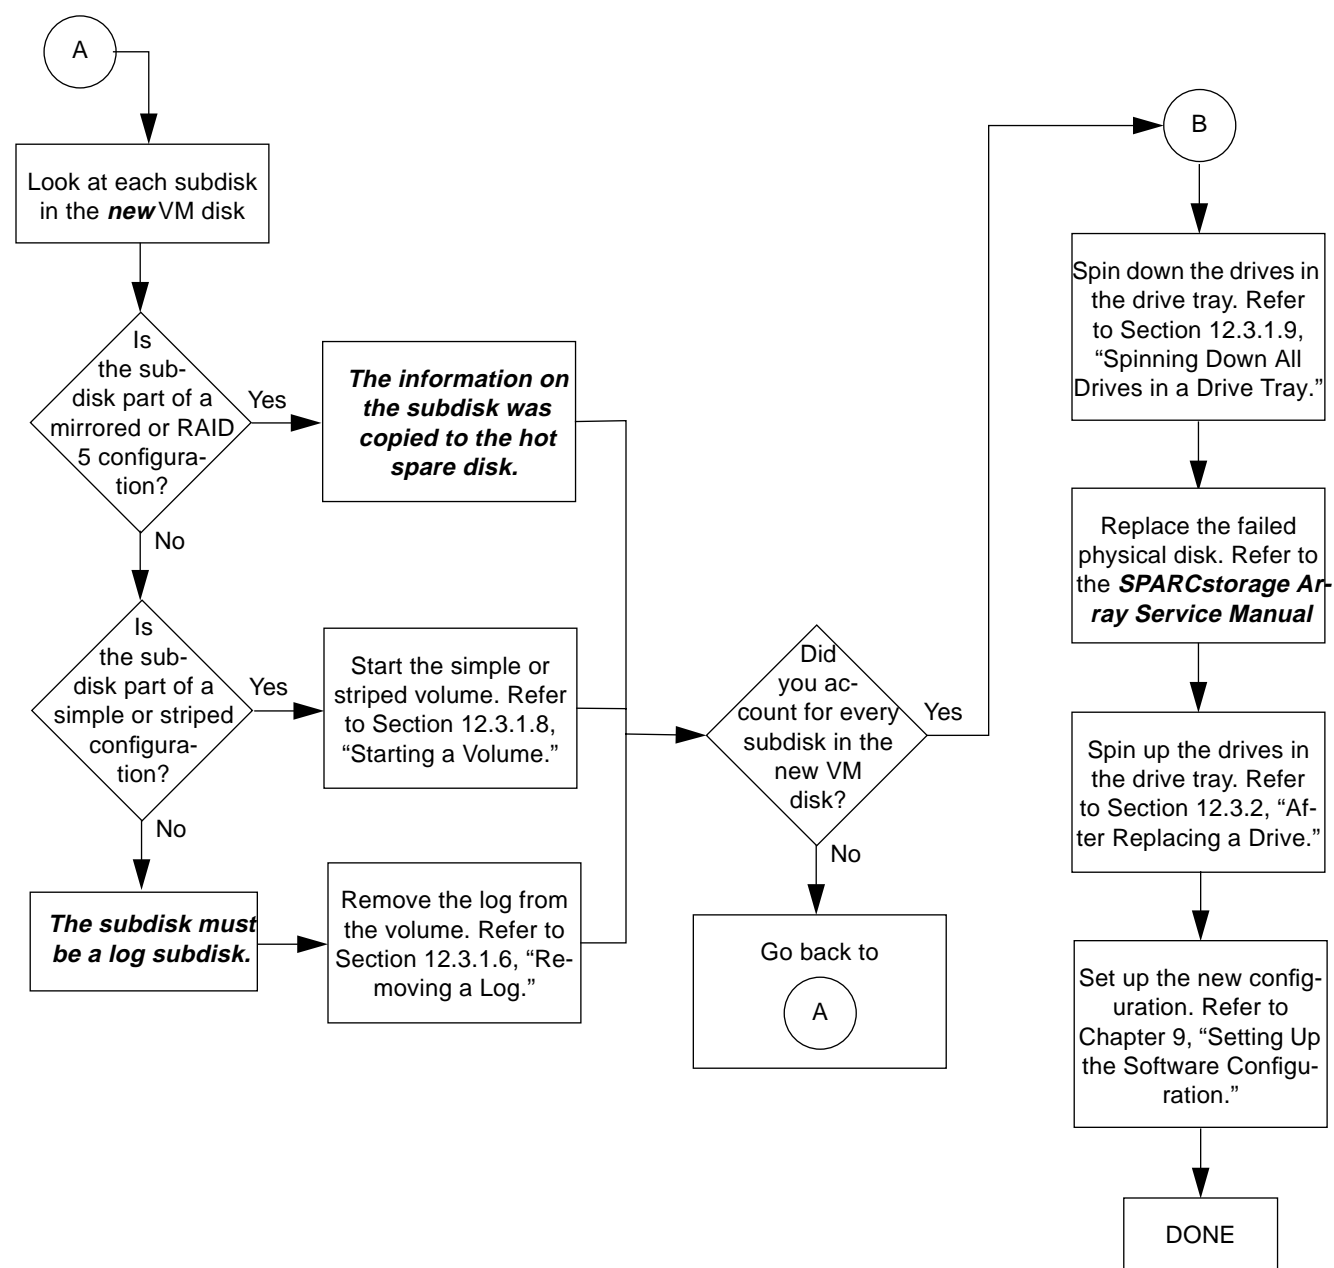 A
Look at each subdisk
in the new VM disk
Is
the sub-
disk part of a
mirrored or RAID
5 configura-
tion?
Yes
The information on
the subdisk was
copied to the hot
spare disk.
No
Is
the sub-
disk part of a
simple or striped
configura-
tion?
Yes
Start the simple or
striped volume. Refer
to Section 12.3.1.8,
“Starting a Volume.”
No
The subdisk must
be a log subdisk.
Remove the log from
the volume. Refer to
Section 12.3.1.6, “Re-
moving a Log.”
Did
you ac-
count for every
subdisk in the
new VM
disk?
Yes
No
Go back to
A
B
Spin down the drives in
the drive tray. Refer
to Section 12.3.1.9,
“Spinning Down All
Drives in a Drive Tray.”
Replace the failed
physical disk. Refer to
the SPARCstorage Ar-
ray Service Manual
Spin up the drives in
the drive tray. Refer
to Section 12.3.2, “Af-
ter Replacing a Drive.”
Set up the new config-
uration. Refer to
Chapter 9, “Setting Up
the Software Configu-
ration.”
DONE